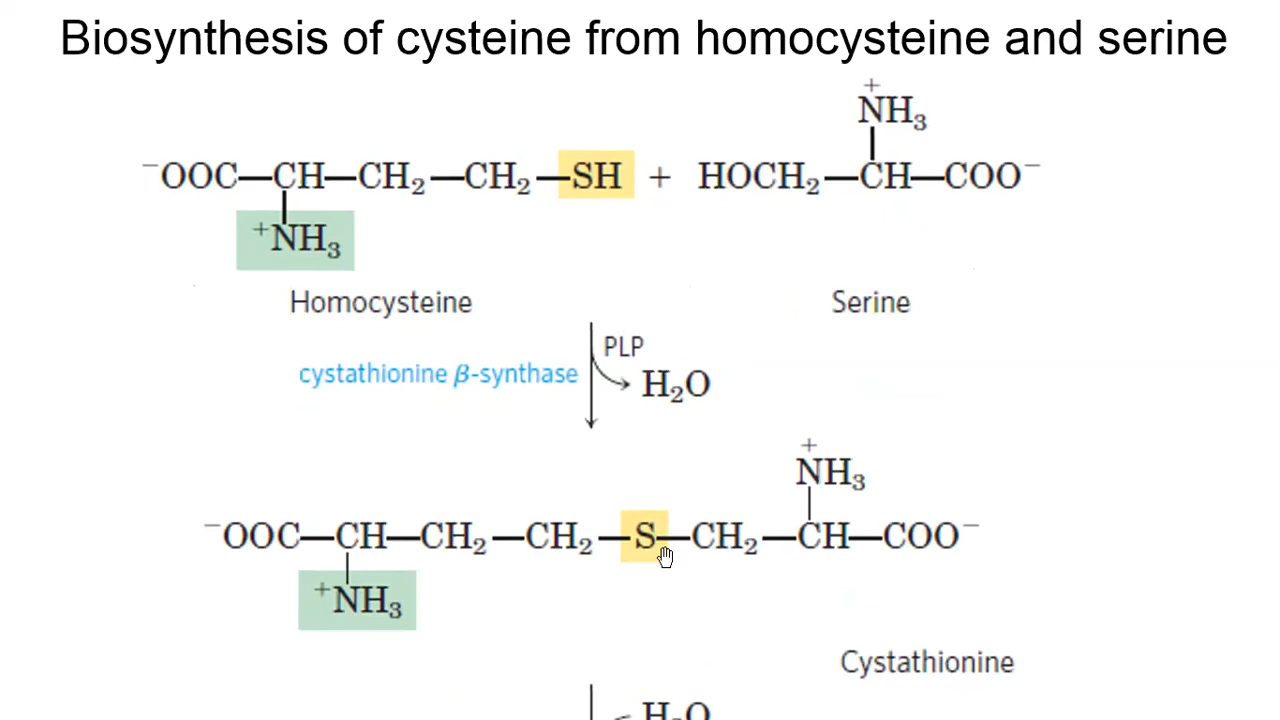 Biosynthesis of cysteine from homocysteine and serine
+
NH₃
⁻OOC—CH—CH₂—CH₂—SH + HOCH₂—CH—COO⁻
⁺NH₃
Homocysteine
Serine
PLP
cystathionine β-synthase
H₂O
+
NH₃
⁻OOC—CH—CH₂—CH₂—S—CH₂—CH—COO⁻
⁺NH₃
Cystathionine
H₂O